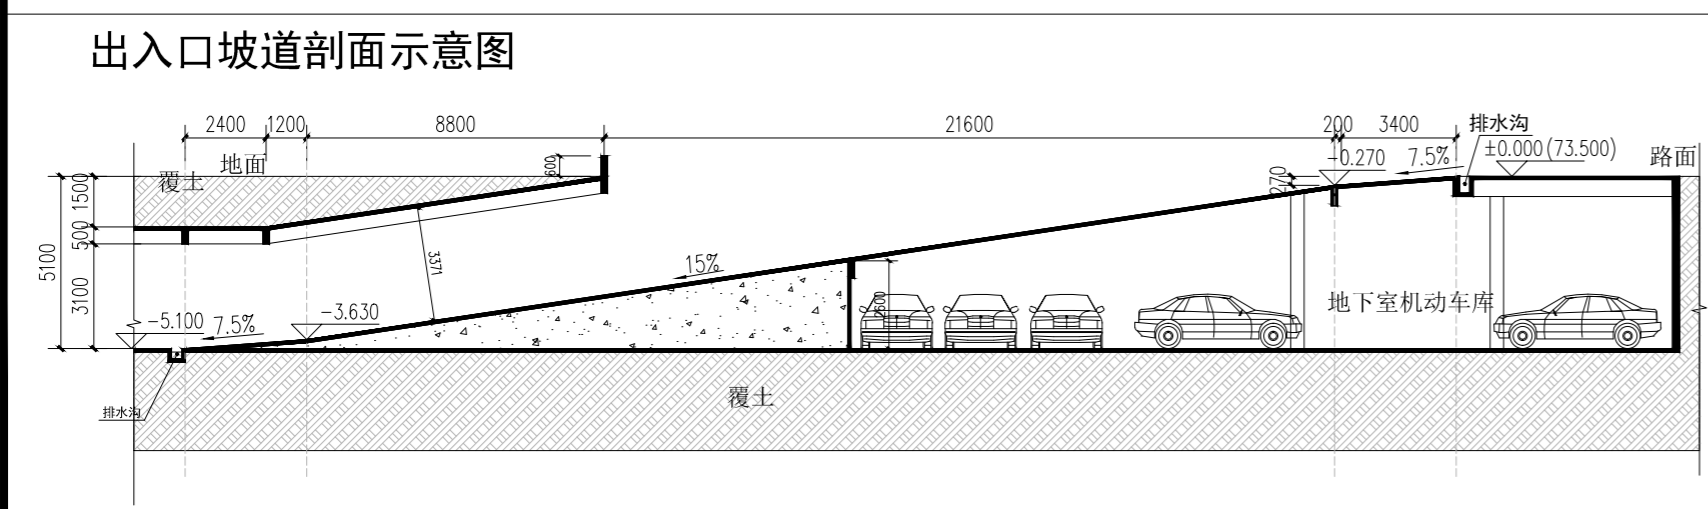 出入口坡道剖面示意图
2400 1200 8800 21600 200 3400 排水沟
地面 600 -0.270 7.5% ±0.000(73.500) 路面
覆土 270
1500
500
5100 3371 15%
3100 2600 地下室机动车库
-5.100 7.5% -3.630
覆土
排水沟